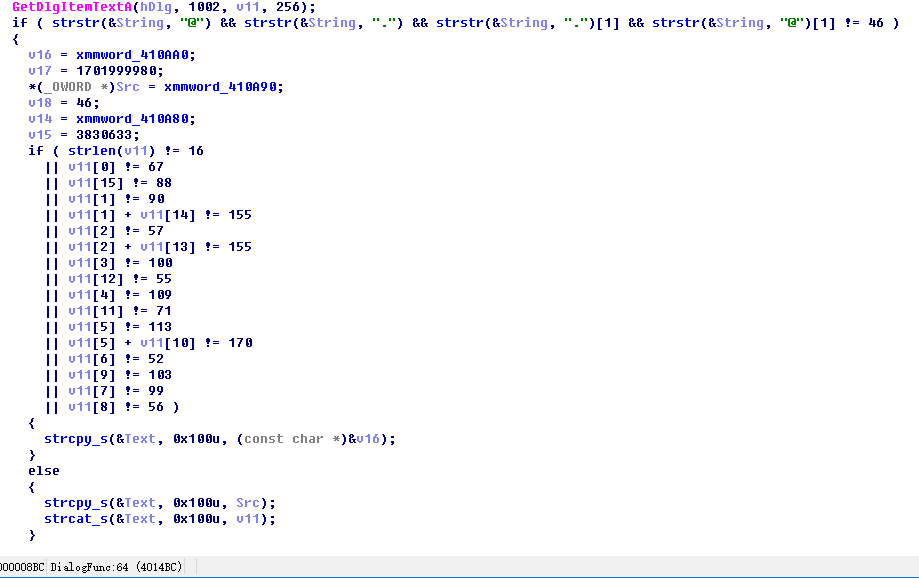 GetDlgItemTextA(hDlg, 1002, v11, 256);
if ( strstr(&String, "@") && strstr(&String, ".") && strstr(&String, ".")[1] && strstr(&String, "@")[1] != 46 )
{
v16 = xmmword_410AA0;
v17 = 1701999980;
*(_OWORD *)Src = xmmword_410A90;
v18 = 46;
v14 = xmmword_410A80;
v15 = 3830633;
if ( strlen(v11) != 16
|| v11[0] != 67
|| v11[15] != 88
|| v11[1] != 90
|| v11[1] + v11[14] != 155
|| v11[2] != 57
|| v11[2] + v11[13] != 155
|| v11[3] != 100
|| v11[12] != 55
|| v11[4] != 109
|| v11[11] != 71
|| v11[5] != 113
|| v11[5] + v11[10] != 170
|| v11[6] != 52
|| v11[9] != 103
|| v11[7] != 99
|| v11[8] != 56 )
{
strcpy_s(&Text, 0x100u, (const char *)&v16);
}
else
{
strcpy_s(&Text, 0x100u, Src);
strcat_s(&Text, 0x100u, v11);
}
000008BC DialogFunc:64 (4014BC)